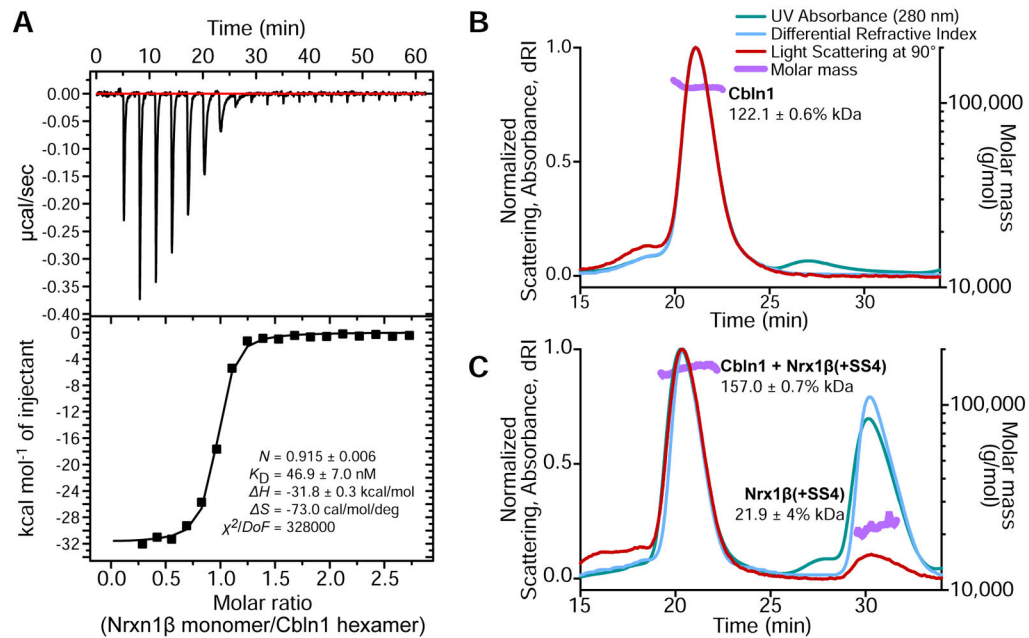 A
Time (min)
0 10 20 30 40 50 60
0.00
-0.05
-0.10
-0.15
-0.20
-0.25
-0.30
-0.35
-0.40
µcal/sec
0
-4
-8
-12
-16
-20
-24
-28
-32
kcal mol⁻¹ of injectant
N = 0.915 ± 0.006
K_D = 46.9 ± 7.0 nM
ΔH = -31.8 ± 0.3 kcal/mol
ΔS = -73.0 cal/mol/deg
χ²/DoF = 328000
0.0 0.5 1.0 1.5 2.0 2.5
Molar ratio
(Nrxn1β monomer/Cbln1 hexamer)
B
UV Absorbance (280 nm)
Differential Refractive Index
Light Scattering at 90°
Molar mass
1.0
0.5
0.0
Normalized
Scattering, Absorbance, dRI
Cbln1
122.1 ± 0.6% kDa
100,000
10,000
Molar mass
(g/mol)
15 20 25 30
Time (min)
C
1.0
0.5
0.0
Normalized
Scattering, Absorbance, dRI
Cbln1 + Nrx1β(+SS4)
157.0 ± 0.7% kDa
Nrx1β(+SS4)
21.9 ± 4% kDa
100,000
10,000
Molar mass
(g/mol)
15 20 25 30
Time (min)